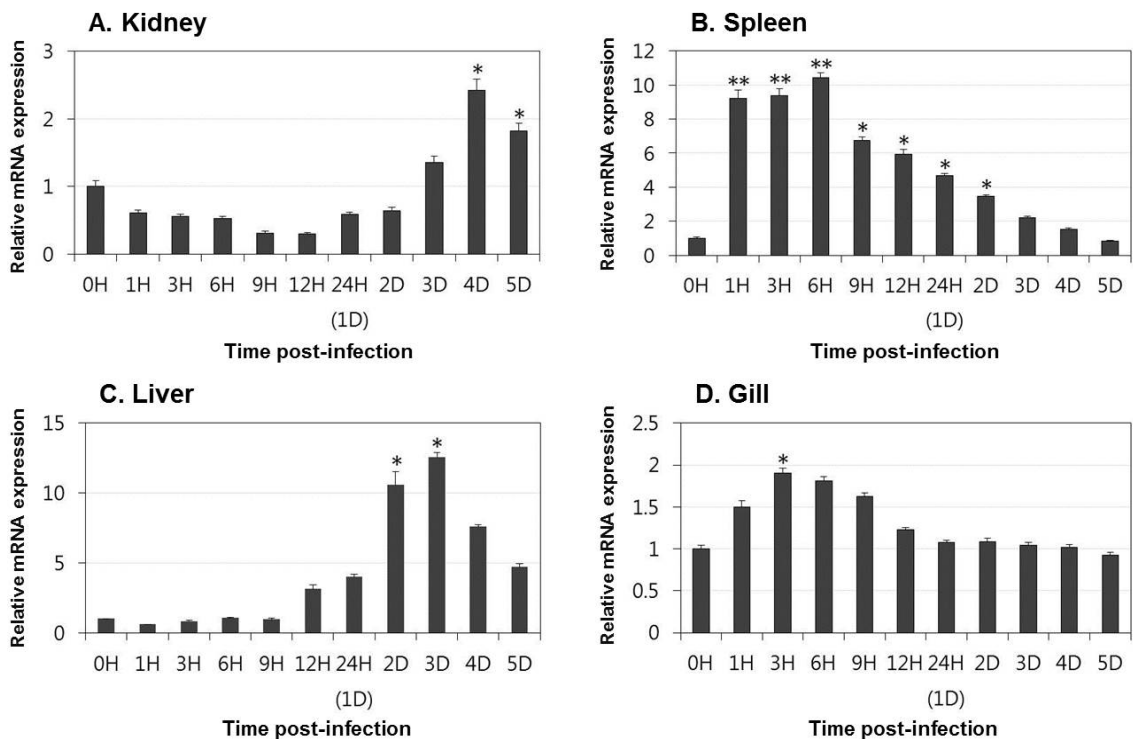 A. Kidney
Relative mRNA expression
3
2
1
0
*
*
0H 1H 3H 6H 9H 12H 24H 2D 3D 4D 5D
(1D)
Time post-infection
B. Spleen
Relative mRNA expression
12
10
8
6
4
2
0
** ** **
* * * *
0H 1H 3H 6H 9H 12H 24H 2D 3D 4D 5D
(1D)
Time post-infection
C. Liver
Relative mRNA expression
15
10
5
0
* *
0H 1H 3H 6H 9H 12H 24H 2D 3D 4D 5D
(1D)
Time post-infection
D. Gill
Relative mRNA expression
2.5
2
1.5
1
0.5
0
*
0H 1H 3H 6H 9H 12H 24H 2D 3D 4D 5D
(1D)
Time post-infection